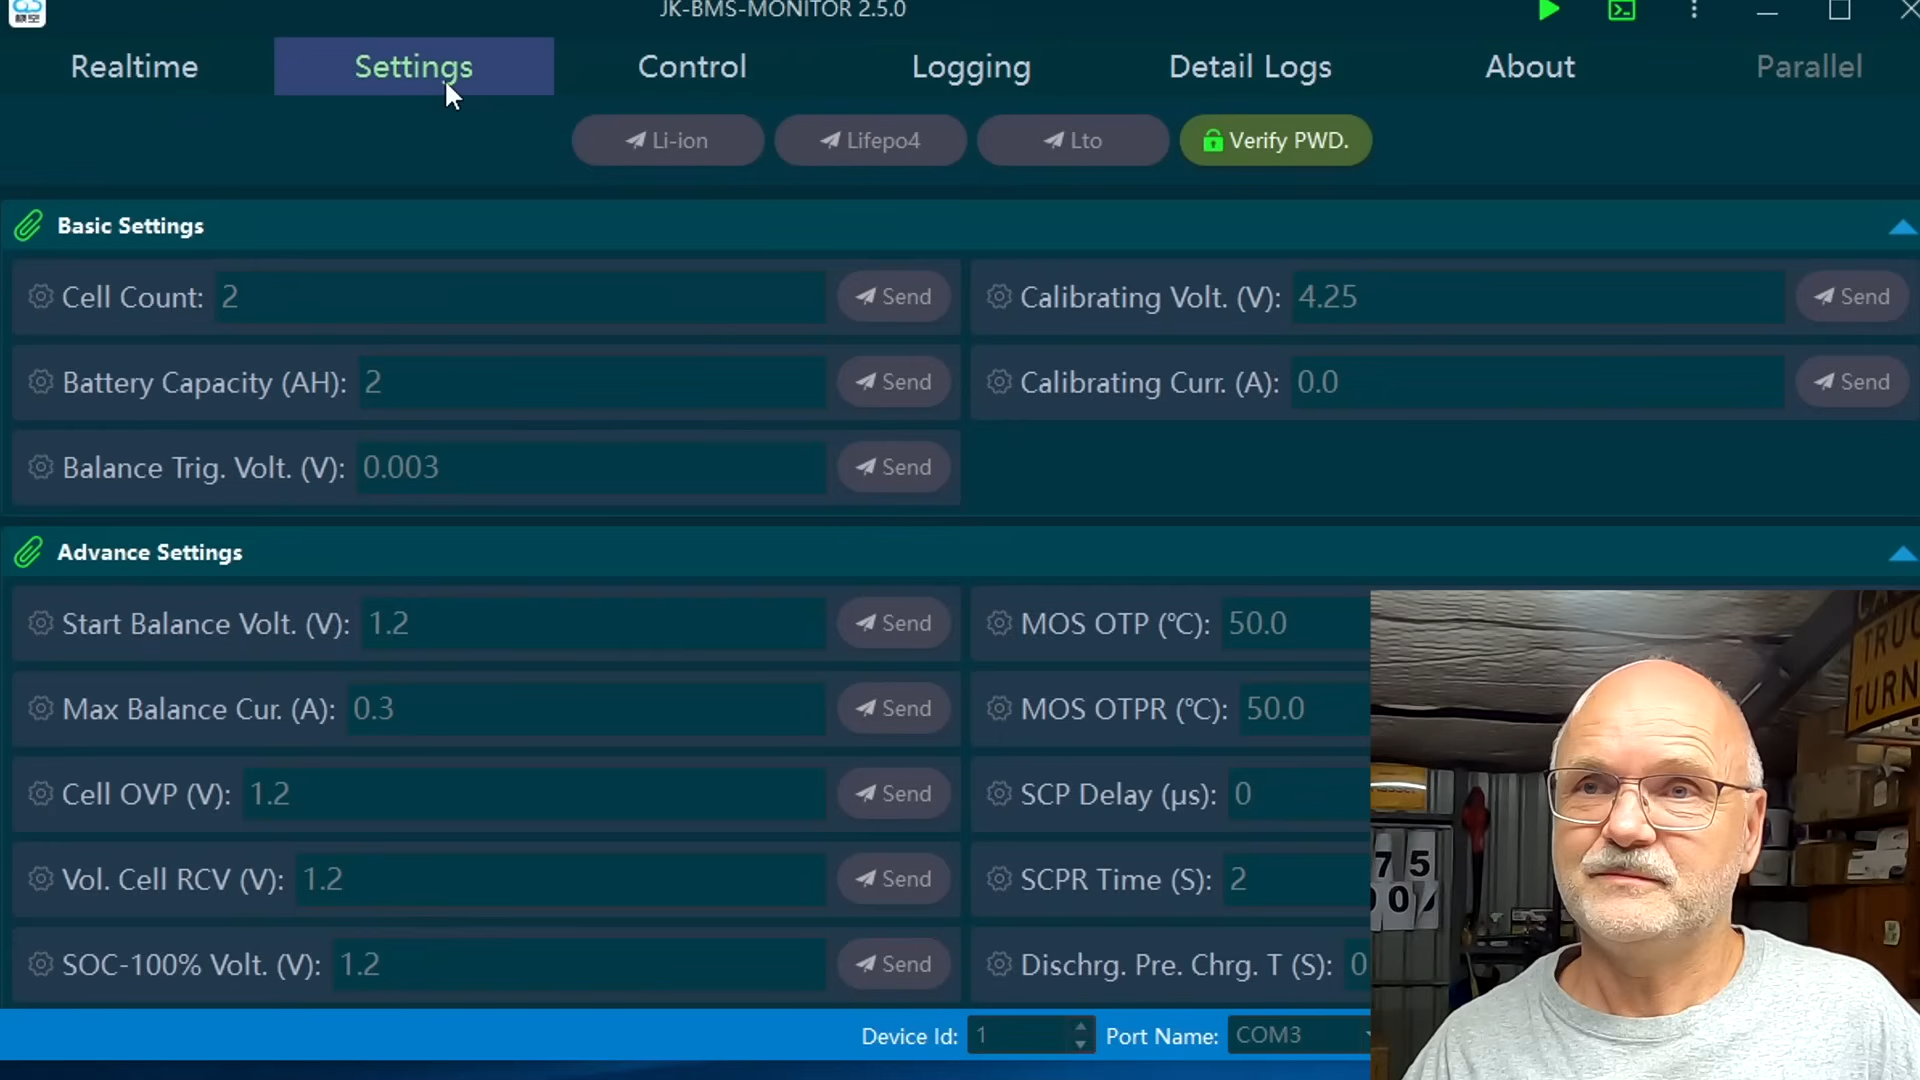 JK-BMS-MONITOR 2.5.0
Realtime Settings Control Logging Detail Logs About Parallel
Li-ion Lifepo4 Lto Verify PWD.
Basic Settings
Cell Count: 2 Send Calibrating Volt. (V): 4.25 Send
Battery Capacity (AH): 2 Send Calibrating Curr. (A): 0.0 Send
Balance Trig. Volt. (V): 0.003 Send
Advance Settings
Start Balance Volt. (V): 1.2 Send MOS OTP (℃): 50.0
Max Balance Cur. (A): 0.3 Send MOS OTPR (℃): 50.0
Cell OVP (V): 1.2 Send SCP Delay (µs): 0
Vol. Cell RCV (V): 1.2 Send SCPR Time (S): 2
SOC-100% Volt. (V): 1.2 Send Dischrg. Pre. Chrg. T (S): 0
Device Id: 1 Port Name: COM3
TURN
75